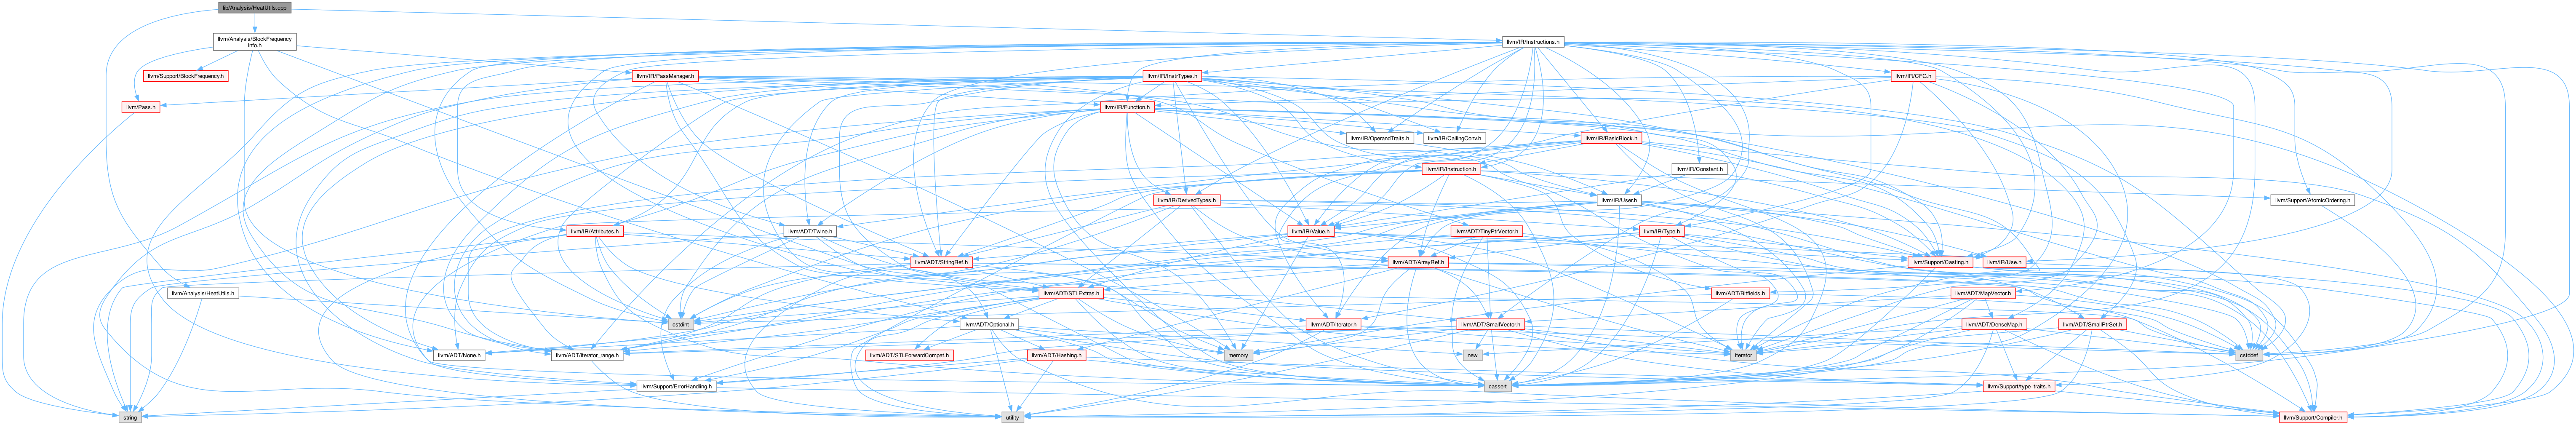 lib/Analysis/HeatUtils.cpp
llvm/Analysis/BlockFrequency
Info.h
llvm/IR/Instructions.h
llvm/Support/BlockFrequency.h
llvm/IR/PassManager.h
llvm/IR/InstrTypes.h
llvm/IR/CFG.h
llvm/Pass.h
llvm/IR/Function.h
llvm/IR/OperandTraits.h
llvm/IR/CallingConv.h
llvm/IR/BasicBlock.h
llvm/IR/Instruction.h
llvm/IR/Constant.h
llvm/IR/DerivedTypes.h
llvm/IR/User.h
llvm/Support/AtomicOrdering.h
llvm/IR/Attributes.h
llvm/ADT/Twine.h
llvm/IR/Value.h
llvm/ADT/TinyPtrVector.h
llvm/IR/Type.h
llvm/ADT/StringRef.h
llvm/ADT/ArrayRef.h
llvm/Support/Casting.h
llvm/IR/Use.h
llvm/Analysis/HeatUtils.h
llvm/ADT/STLExtras.h
llvm/ADT/Bitfields.h
llvm/ADT/MapVector.h
cstdint
llvm/ADT/Optional.h
llvm/ADT/iterator.h
llvm/ADT/SmallVector.h
llvm/ADT/DenseMap.h
llvm/ADT/SmallPtrSet.h
llvm/ADT/None.h
llvm/ADT/iterator_range.h
llvm/ADT/STLForwardCompat.h
llvm/ADT/Hashing.h
memory
new
iterator
cstddef
llvm/Support/ErrorHandling.h
cassert
llvm/Support/type_traits.h
string
utility
llvm/Support/Compiler.h